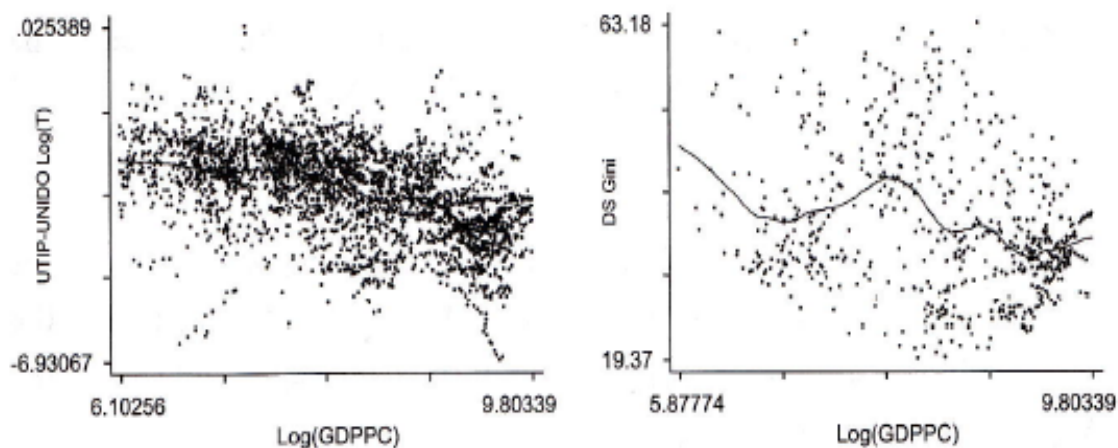 .025389
UTIP-UNIDO Log(T)
-6.93067
6.10256
9.80339
Log(GDPPC)
63.18
DS Gini
19.37
5.87774
9.80339
Log(GDPPC)